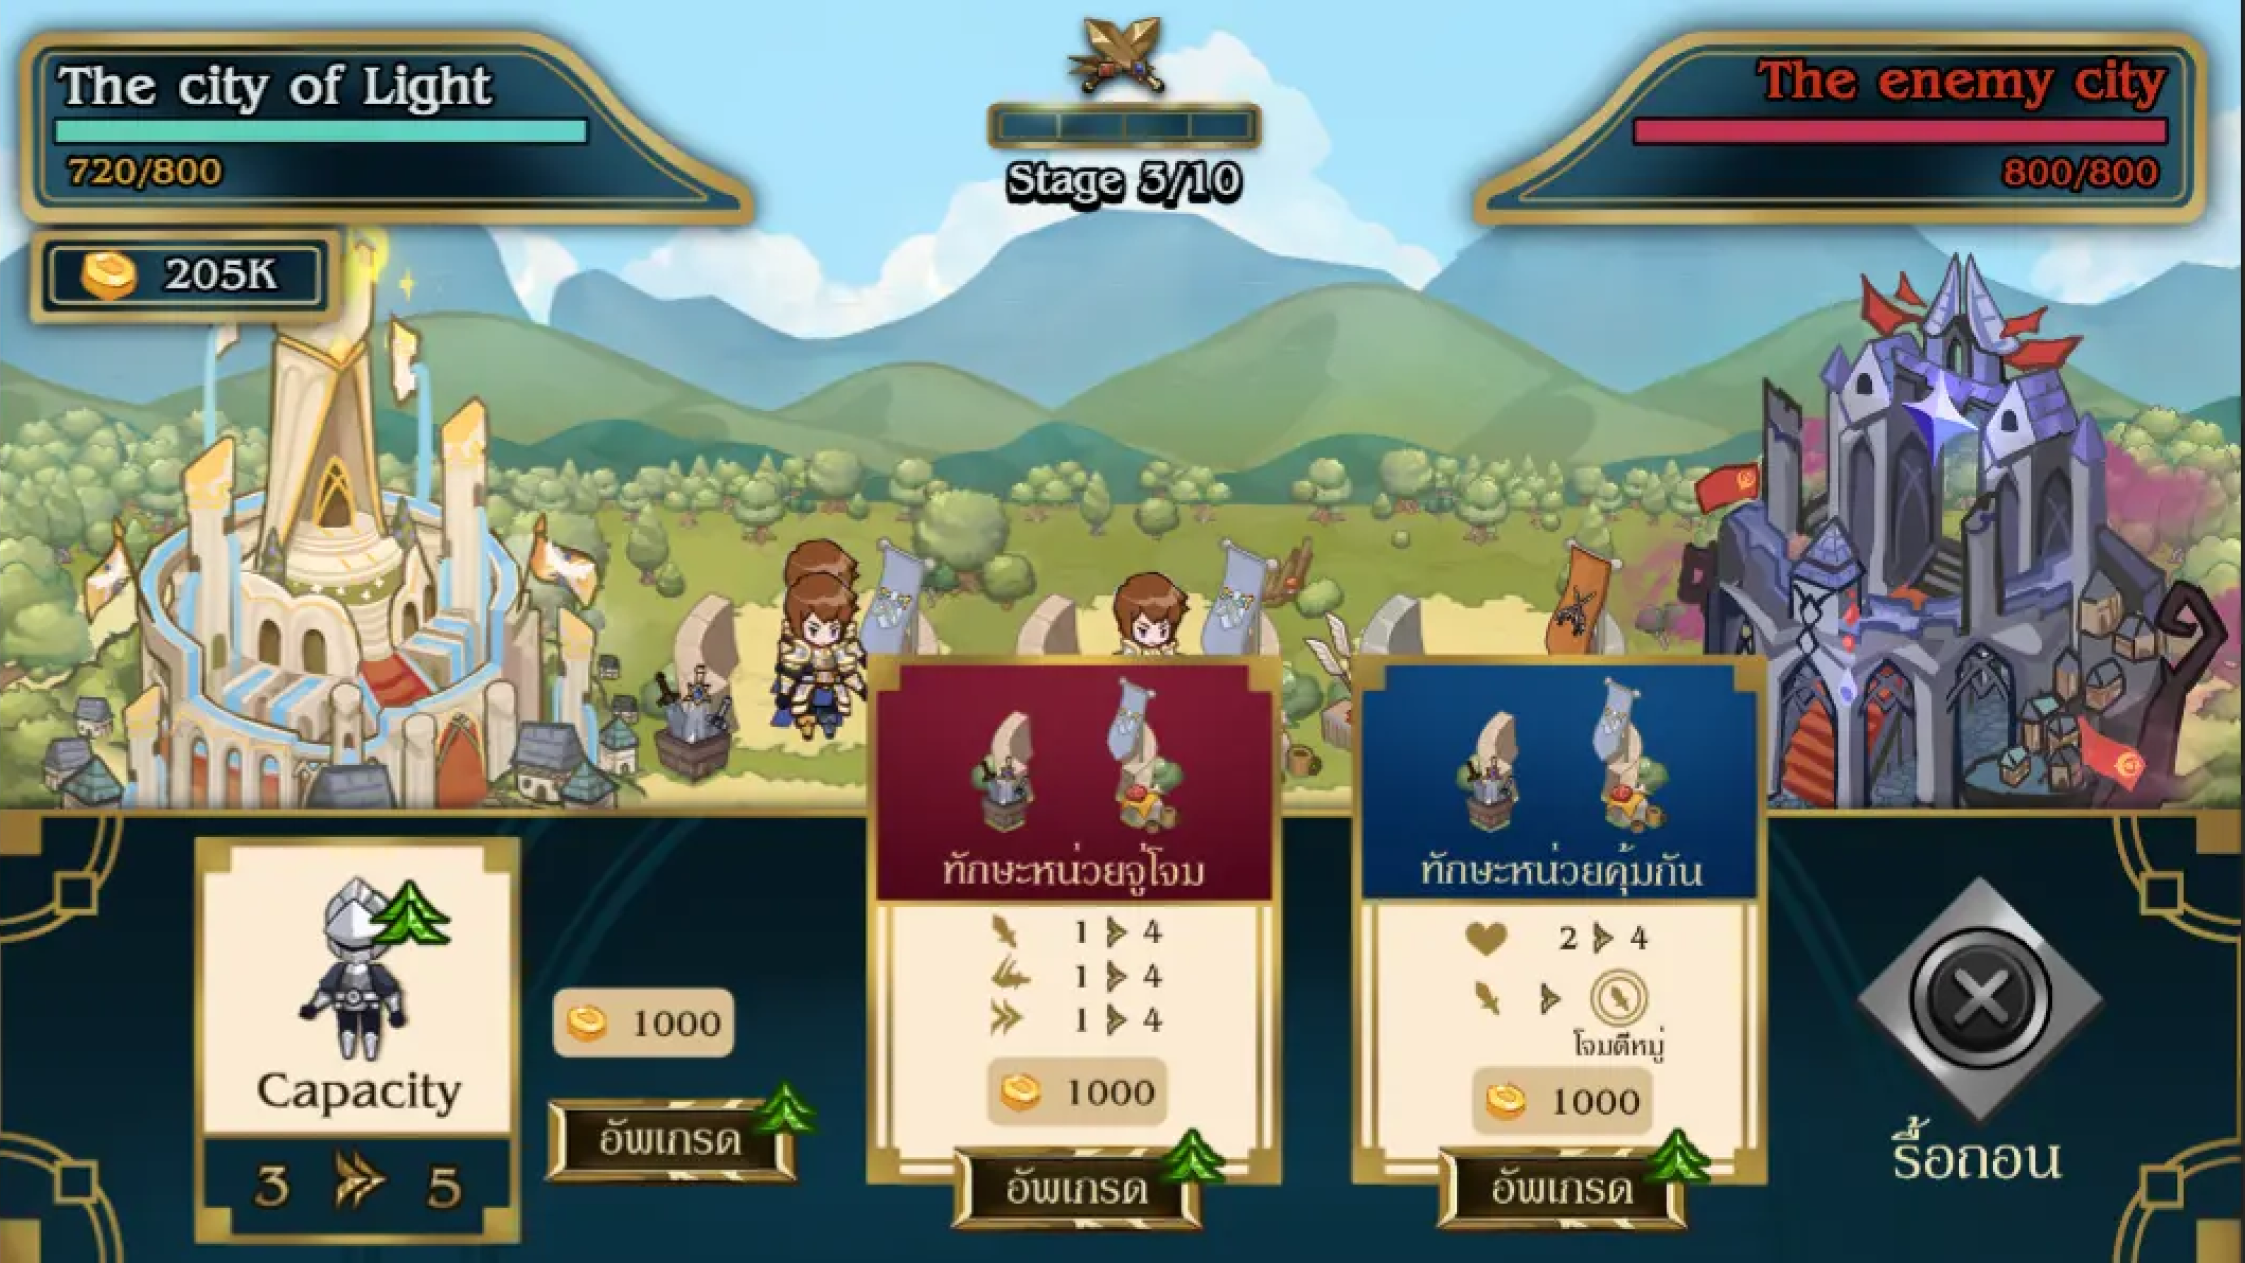 The city of Light
720/800
205K
Stage 3/10
The enemy city
800/800
Capacity
3 5
1000
อัพเกรด
ทักษะหน่วยจู่โจม
1 4
1 4
1 4
1000
อัพเกรด
ทักษะหน่วยคุ้มกัน
2 4
โจมตีหมู่
1000
อัพเกรด
รื้อถอน